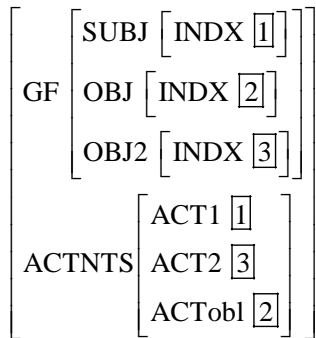 SUBJ [INDX 1]
GF OBJ [INDX 2]
OBJ2 [INDX 3]
ACT1 1
ACTNTS ACT2 3
ACTobl 2